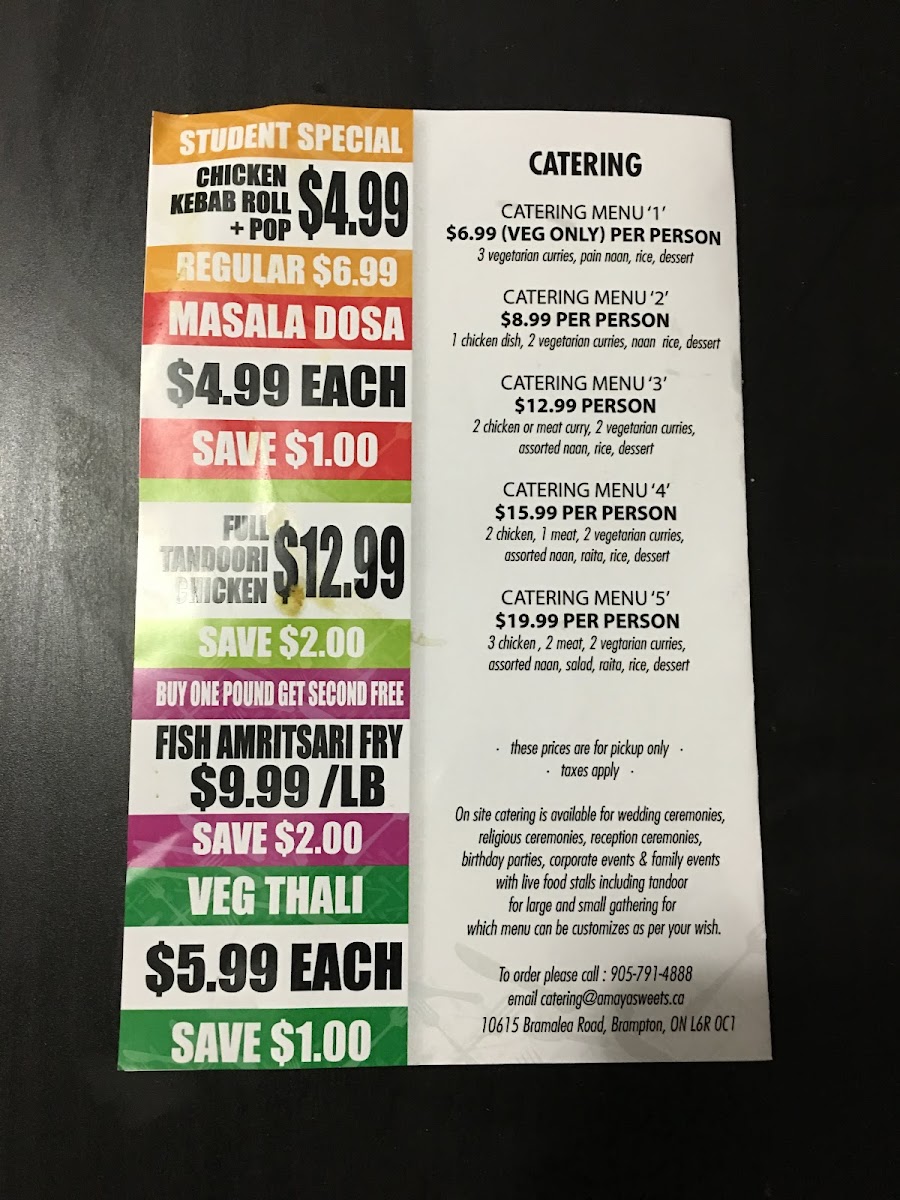 STUDENT SPECIAL
CHICKEN
KEBAB ROLL
+ POP
$4.99
REGULAR $6.99
MASALA DOSA
$4.99 EACH
SAVE $1.00
FULL
TANDOORI
CHICKEN
$12.99
SAVE $2.00
BUY ONE POUND GET SECOND FREE
FISH AMRITSARI FRY
$9.99 /LB
SAVE $2.00
VEG THALI
$5.99 EACH
SAVE $1.00
CATERING
CATERING MENU '1'
$6.99 (VEG ONLY) PER PERSON
3 vegetarian curries, pain naan, rice, dessert
CATERING MENU '2'
$8.99 PER PERSON
1 chicken dish, 2 vegetarian curries, naan rice, dessert
CATERING MENU '3'
$12.99 PERSON
2 chicken or meat curry, 2 vegetarian curries,
assorted naan, rice, dessert
CATERING MENU '4'
$15.99 PER PERSON
2 chicken, 1 meat, 2 vegetarian curries,
assorted naan, raita, rice, dessert
CATERING MENU '5'
$19.99 PER PERSON
3 chicken , 2 meat, 2 vegtarian curries,
assorted naan, salad, raita, rice, dessert
· these prices are for pickup only ·
· taxes apply ·
On site catering is available for wedding ceremonies,
religious ceremonies, reception ceremonies,
birthday parties, corporate events & family events
with live food stalls including tandoor
for large and small gathering for
which menu can be customizes as per your wish.
To order please call : 905-791-4888
email catering@amayasweets.ca
10615 Bramalea Road, Brampton, ON L6R 0C1